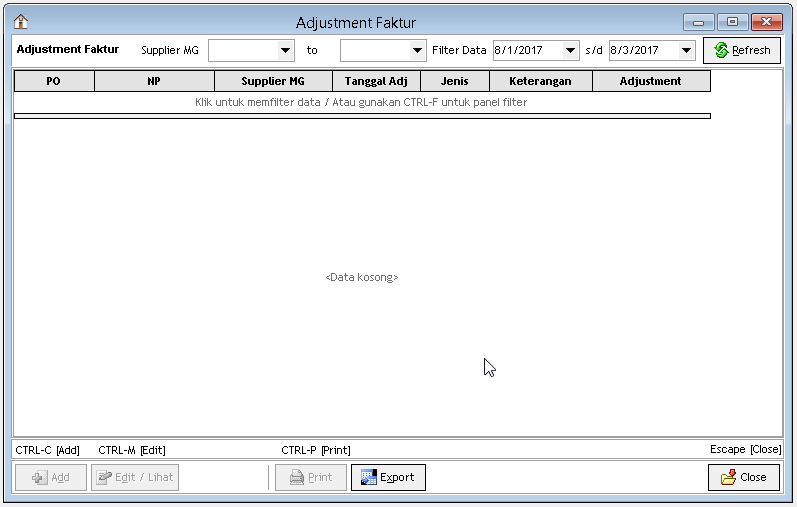 Adjustment Faktur
Adjustment Faktur Supplier MG to Filter Data 8/1/2017 s/d 8/3/2017 Refresh
PO NP Supplier MG Tanggal Adj Jenis Keterangan Adjustment
Klik untuk memfilter data / Atau gunakan CTRL-F untuk panel filter
<Data kosong>
CTRL-C [Add] CTRL-M [Edit] CTRL-P [Print] Escape [Close]
Add Edit / Lihat Print Export Close